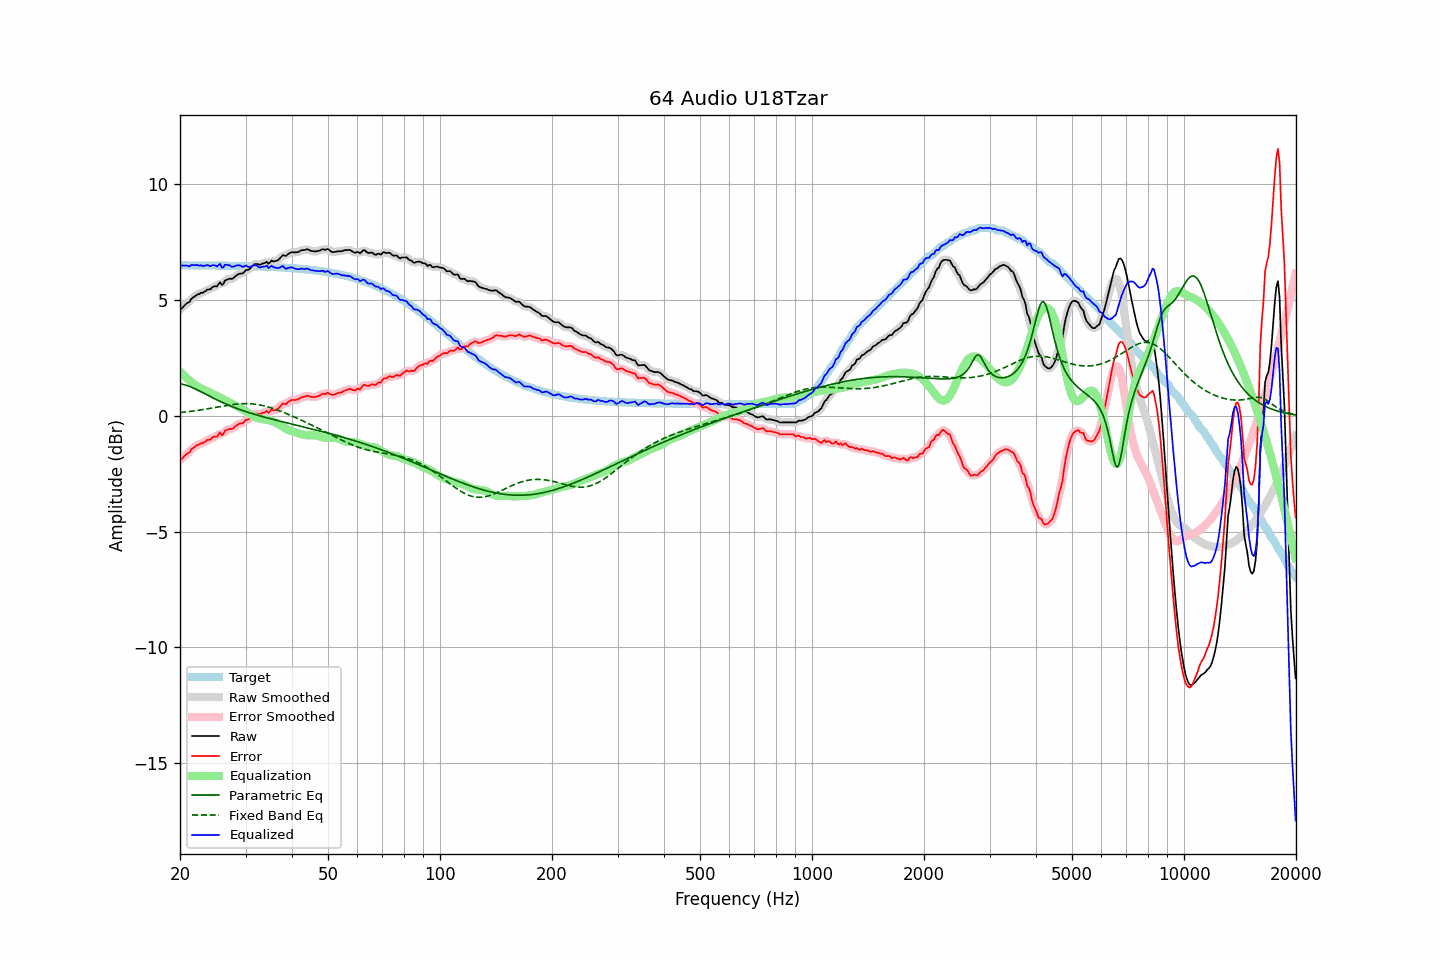 64 Audio U18Tzar
10
5
0
−5
−10
−15
Amplitude (dBr)
Target
Raw Smoothed
Error Smoothed
Raw
Error
Equalization
Parametric Eq
Fixed Band Eq
Equalized
20 50 100 200 500 1000 2000 5000 10000 20000
Frequency (Hz)